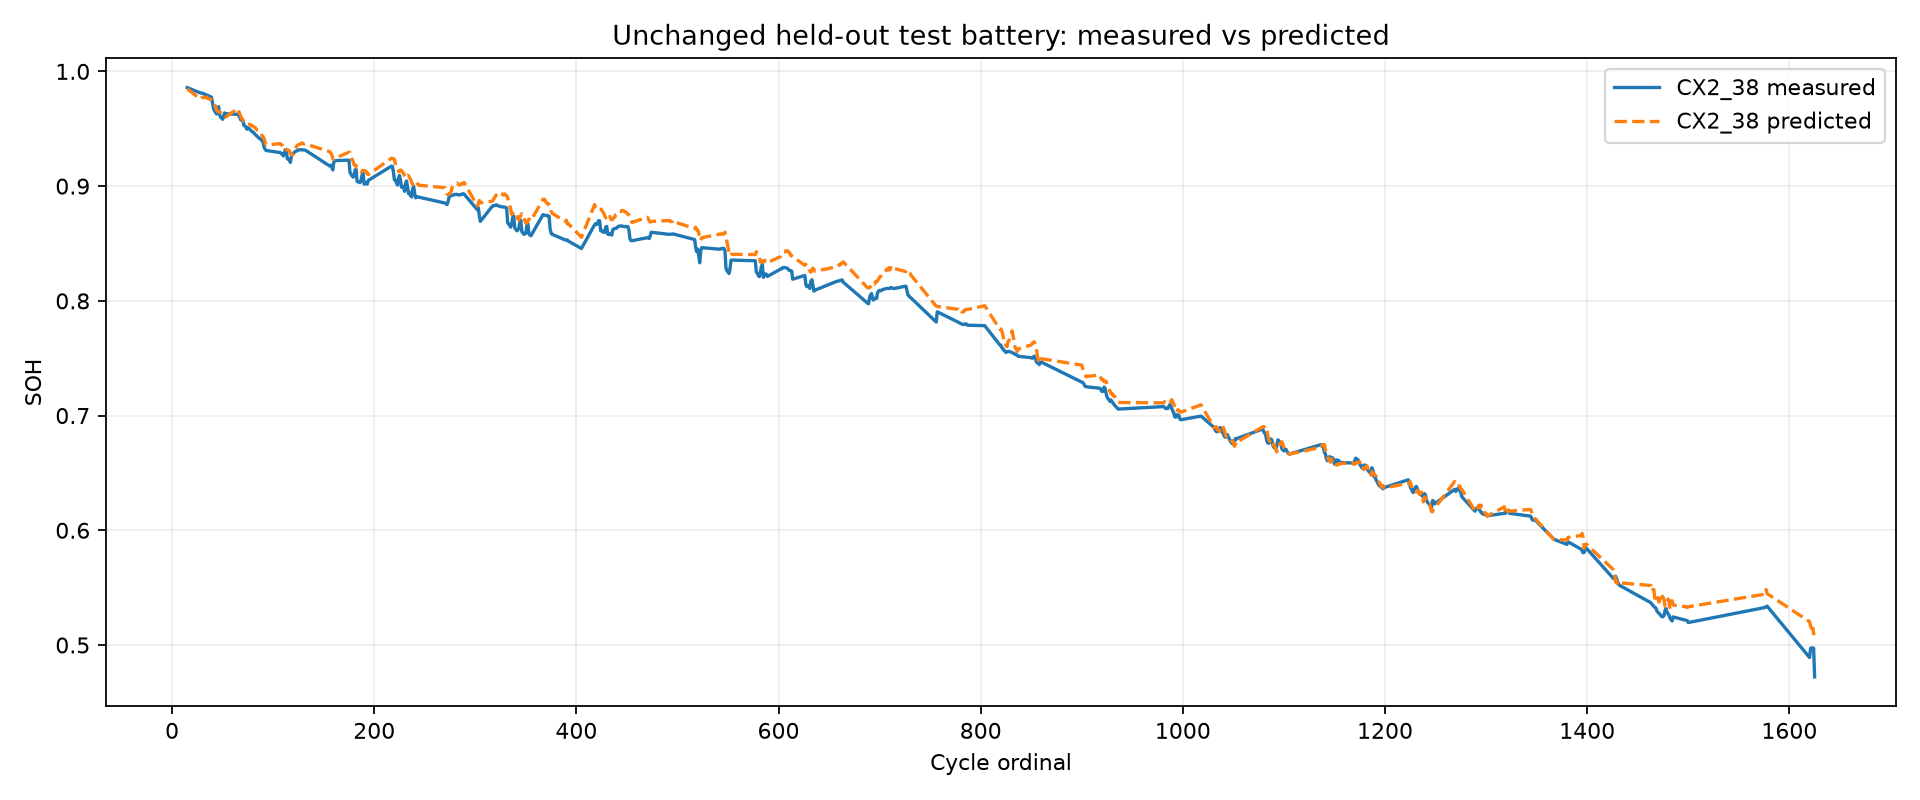 Unchanged held-out test battery: measured vs predicted
CX2_38 measured
CX2_38 predicted
SOH
1.0
0.9
0.8
0.7
0.6
0.5
0 200 400 600 800 1000 1200 1400 1600
Cycle ordinal